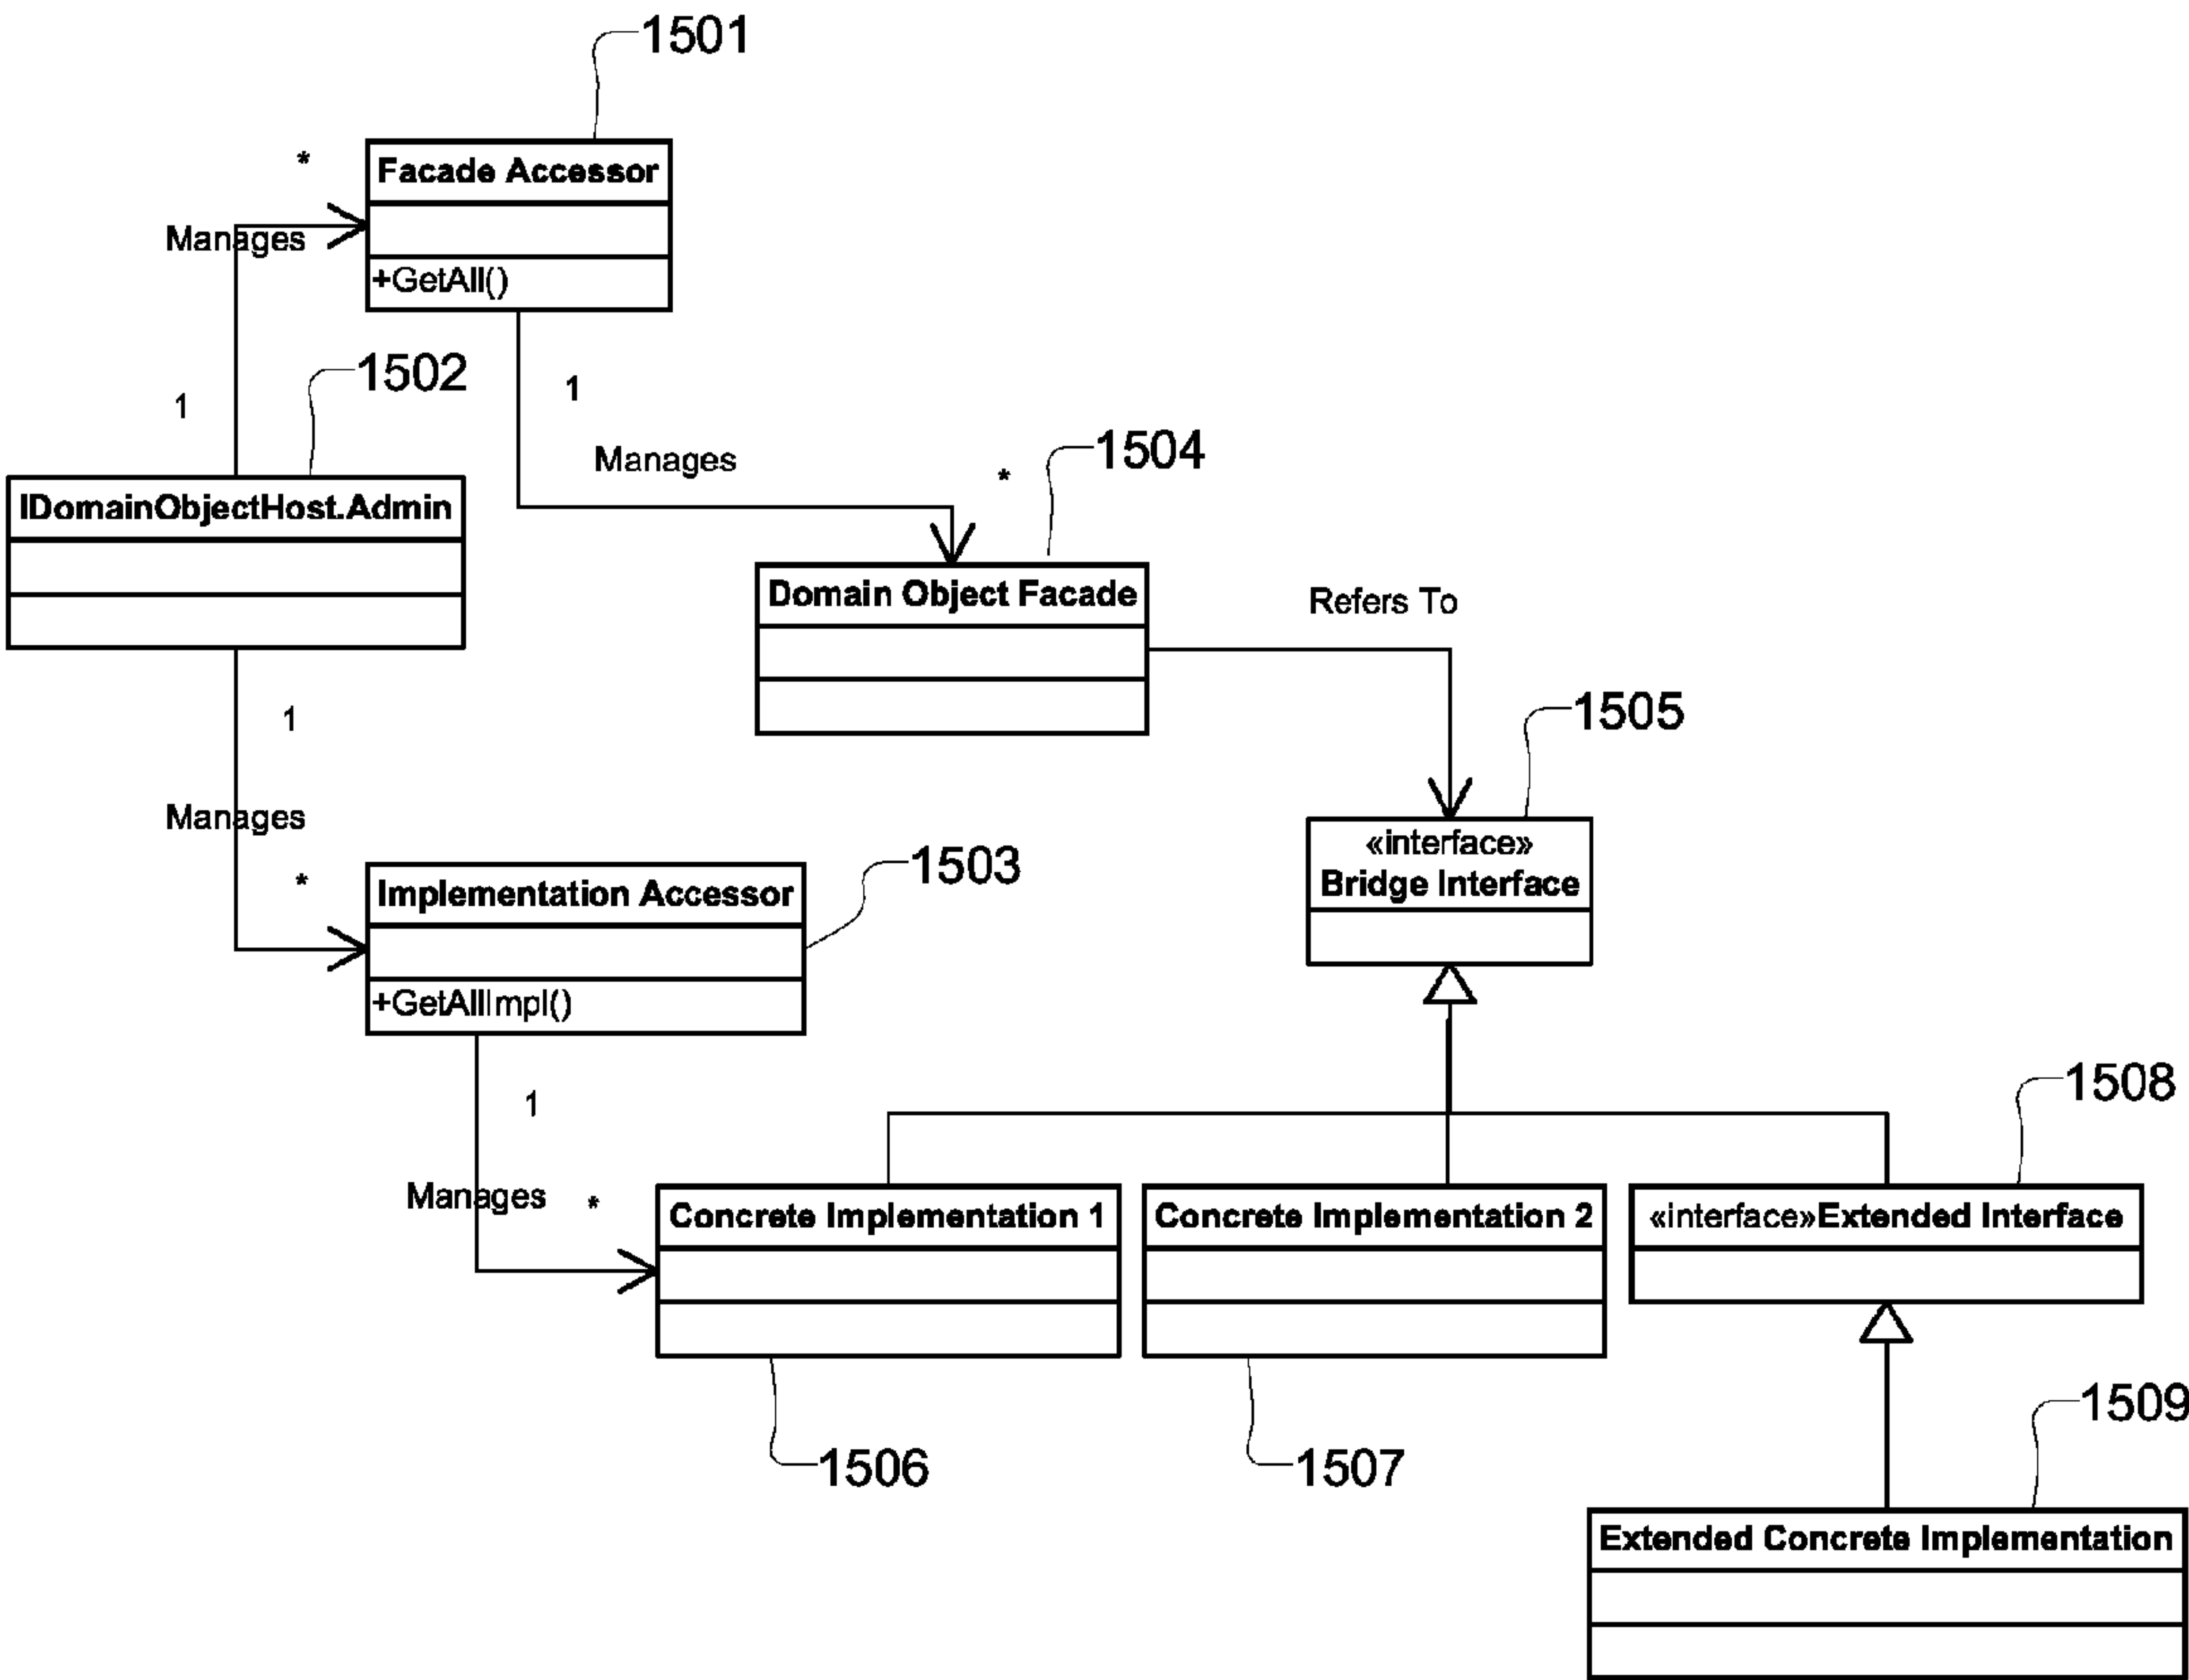 1501
*
Facade Accessor
Manages
+GetAll()
1502
1
1
Manages
1504
*
IDomainObjectHost.Admin
Domain Object Facade
Refers To
1
1505
Manages
«interface»
Bridge Interface
1503
*
Implementation Accessor
+GetAllImpl()
1
1508
Manages
*
Concrete Implementation 1
Concrete Implementation 2
«interface»Extended Interface
1509
1506
1507
Extended Concrete Implementation